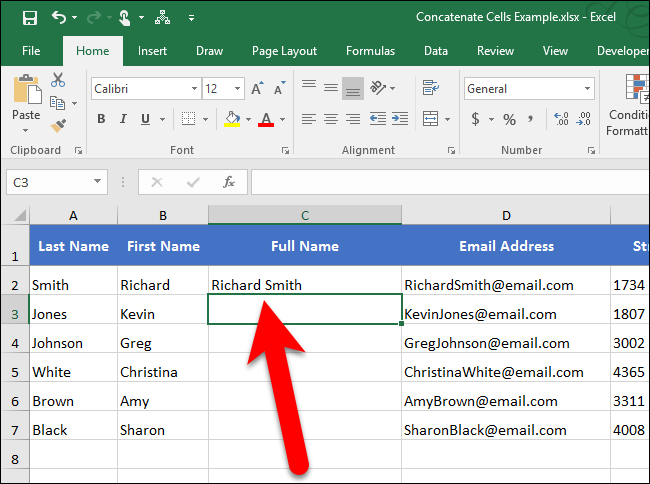 Concatenate Cells Example.xlsx - Excel
File Home Insert Draw Page Layout Formulas Data Review View Developer
Paste
Calibri 12 A A
B I U A
$ % , .00
Conditi
Formatt
Clipboard Font Alignment Number
C3 fx
A B C D
1 Last Name First Name Full Name Email Address St
2 Smith Richard Richard Smith RichardSmith@email.com 1734
3 Jones Kevin KevinJones@email.com 1807
4 Johnson Greg GregJohnson@email.com 3002
5 White Christina ChristinaWhite@email.com 4365
6 Brown Amy AmyBrown@email.com 3311
7 Black Sharon SharonBlack@email.com 4008
8